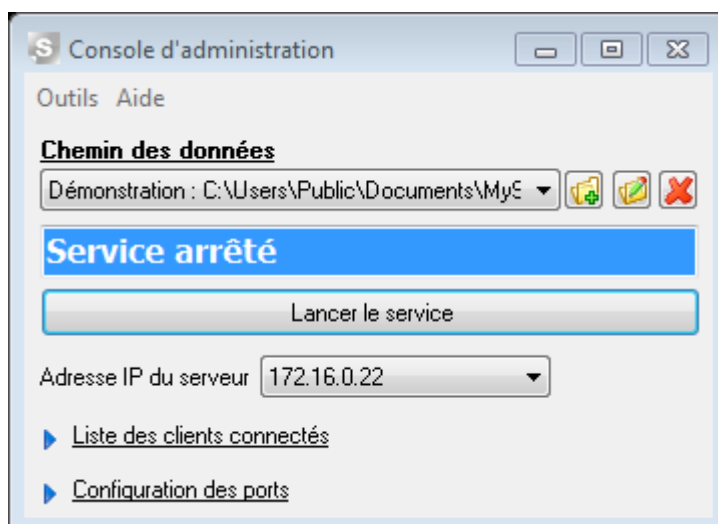 S Console d'administration
Outils Aide
Chemin des données
Démonstration : C:\Users\Public\Documents\MyS
Service arrêté
Lancer le service
Adresse IP du serveur 172.16.0.22
Liste des clients connectés
Configuration des ports